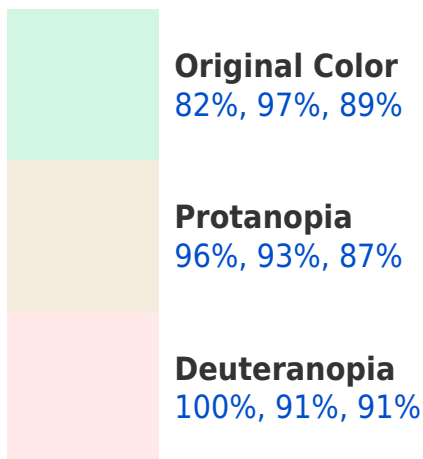 Original Color
82%, 97%, 89%
Protanopia
96%, 93%, 87%
Deuteranopia
100%, 91%, 91%